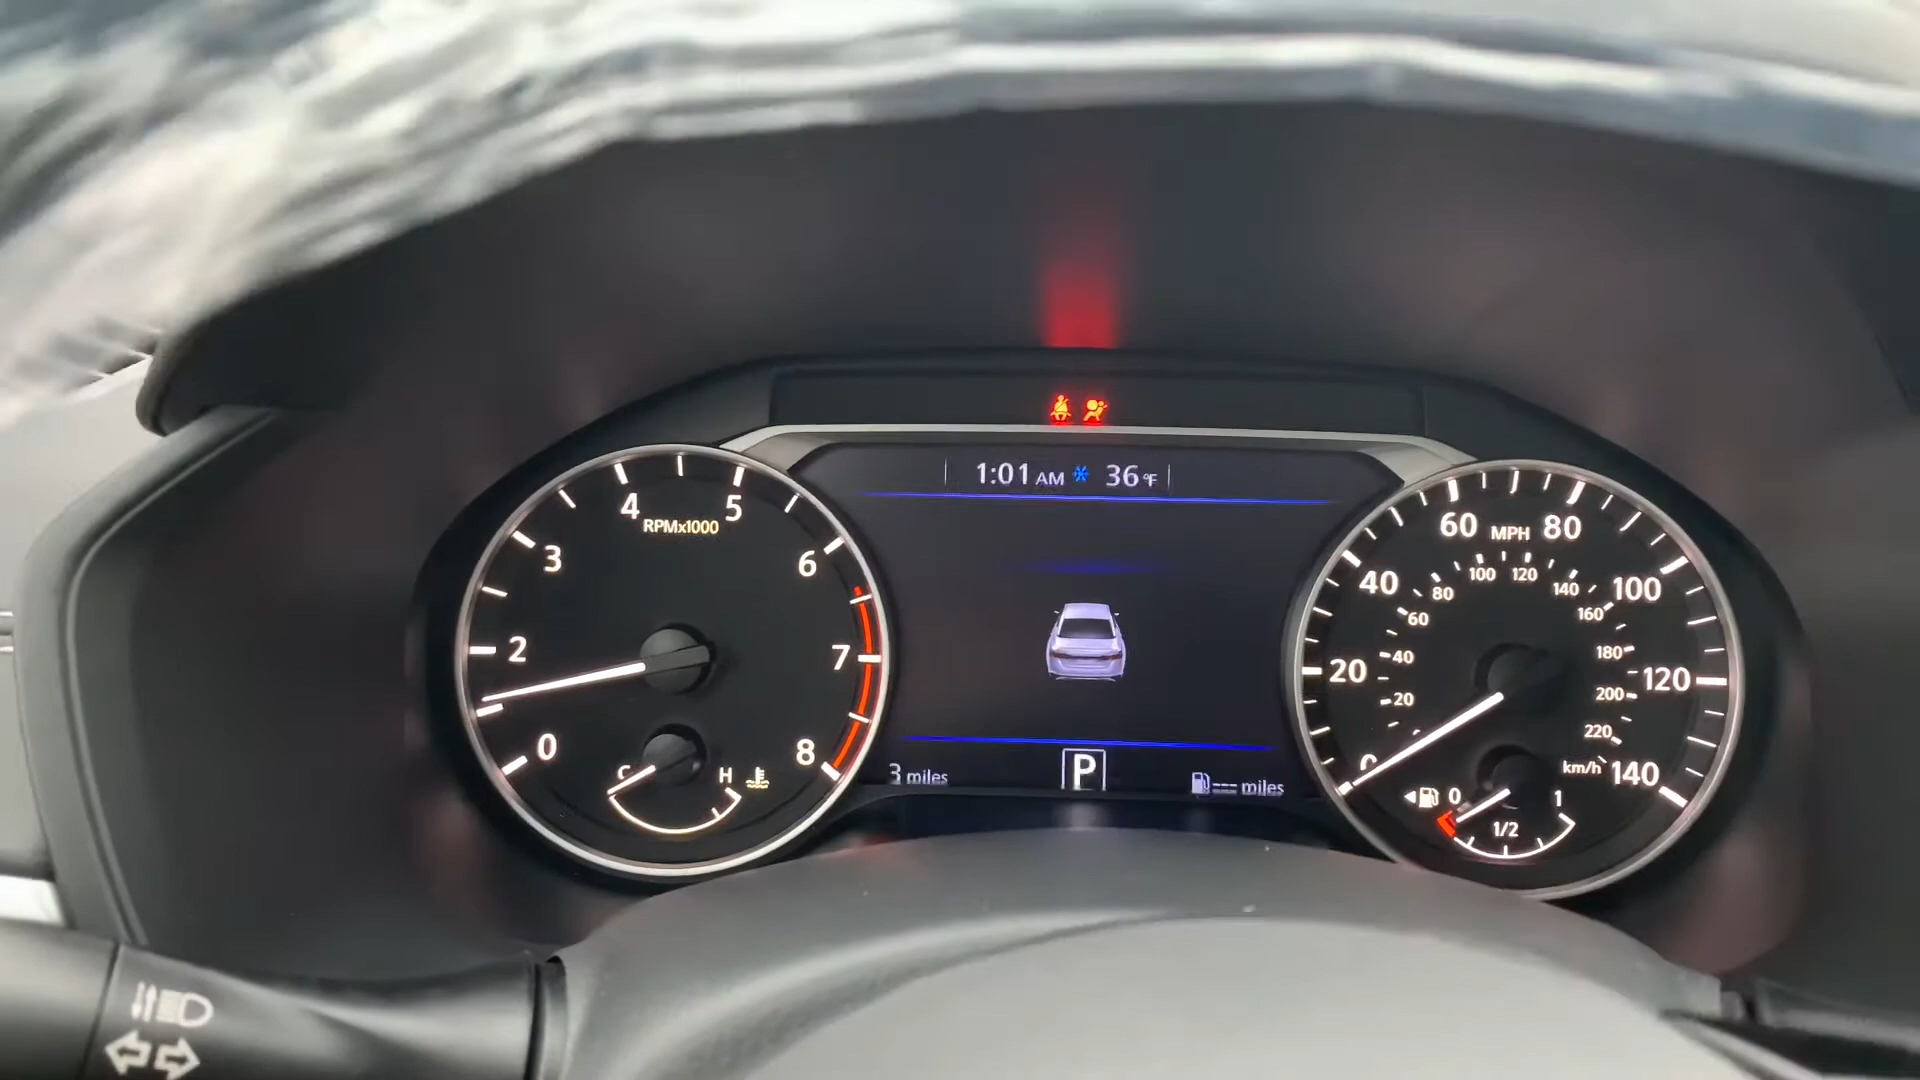 1:01 AM 36°F
4 5
RPMx1000
3 6
2 7
0 8
C H
60 MPH 80
40 100
20 120
0 140
80 100 120 140
60 160
40 180
20 200
220
km/h
0 1
1/2
3 miles
P
--- miles